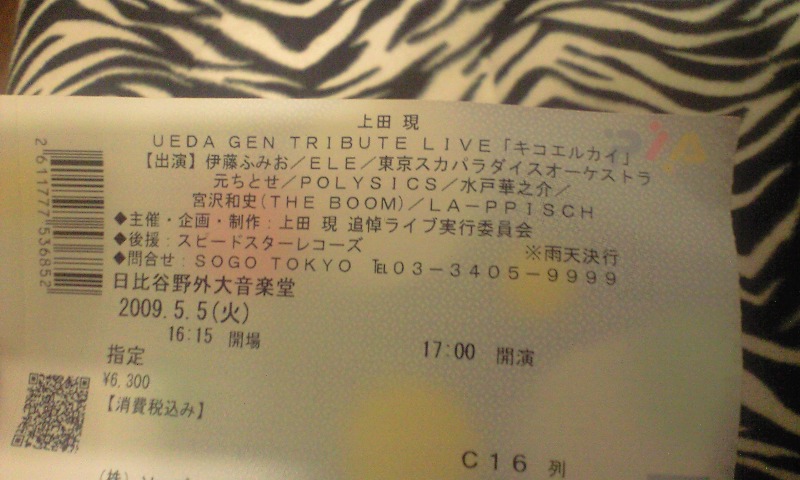 上田 現
UEDA GEN TRIBUTE LIVE「キコエルカイ」
【出演】伊藤ふみお／ELE／東京スカパラダイスオーケストラ
元ちとせ／POLYSICS／水戸華之介／
宮沢和史(THE BOOM)／LA-PPISCH
◆主催・企画・制作：上田 現 追悼ライブ実行委員会
◆後援：スピードスターレコーズ
※雨天決行
◆問合せ：SOGO TOKYO ℡03-3405-9999
日比谷野外大音楽堂
2009.5.5(火)
16:15 開場
17:00 開演
指定
¥6,300
【消費税込み】
C16 列
(株)
2611777536852
PIA